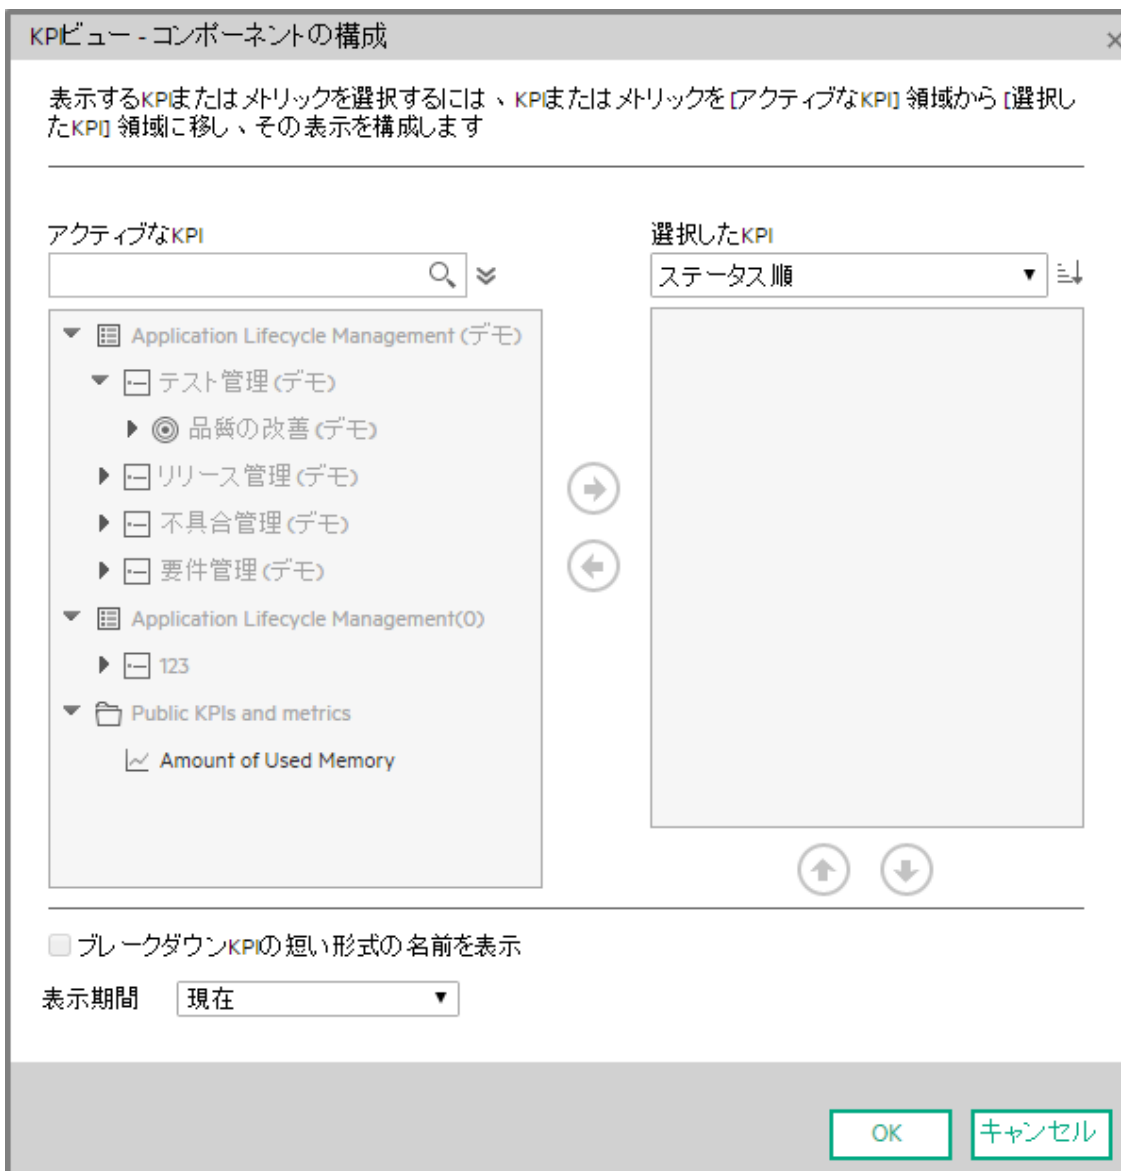 KPIビュー - コンポーネントの構成
表示するKPIまたはメトリックを選択するには、KPIまたはメトリックを [アクティブなKPI] 領域から [選択し
たKPI] 領域に移し、その表示を構成します
アクティブなKPI
選択したKPI
ステータス順
Application Lifecycle Management (デモ)
テスト管理 (デモ)
品質の改善 (デモ)
リリース管理 (デモ)
不具合管理 (デモ)
要件管理 (デモ)
Application Lifecycle Management(0)
123
Public KPIs and metrics
Amount of Used Memory
ブレークダウンKPIの短い形式の名前を表示
表示期間
現在
OK
キャンセル